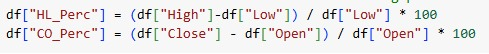 df["HL_Perc"] = (df["High"]-df["Low"]) / df["Low"] * 100
df["CO_Perc"] = (df["Close"] - df["Open"]) / df["Open"] * 100